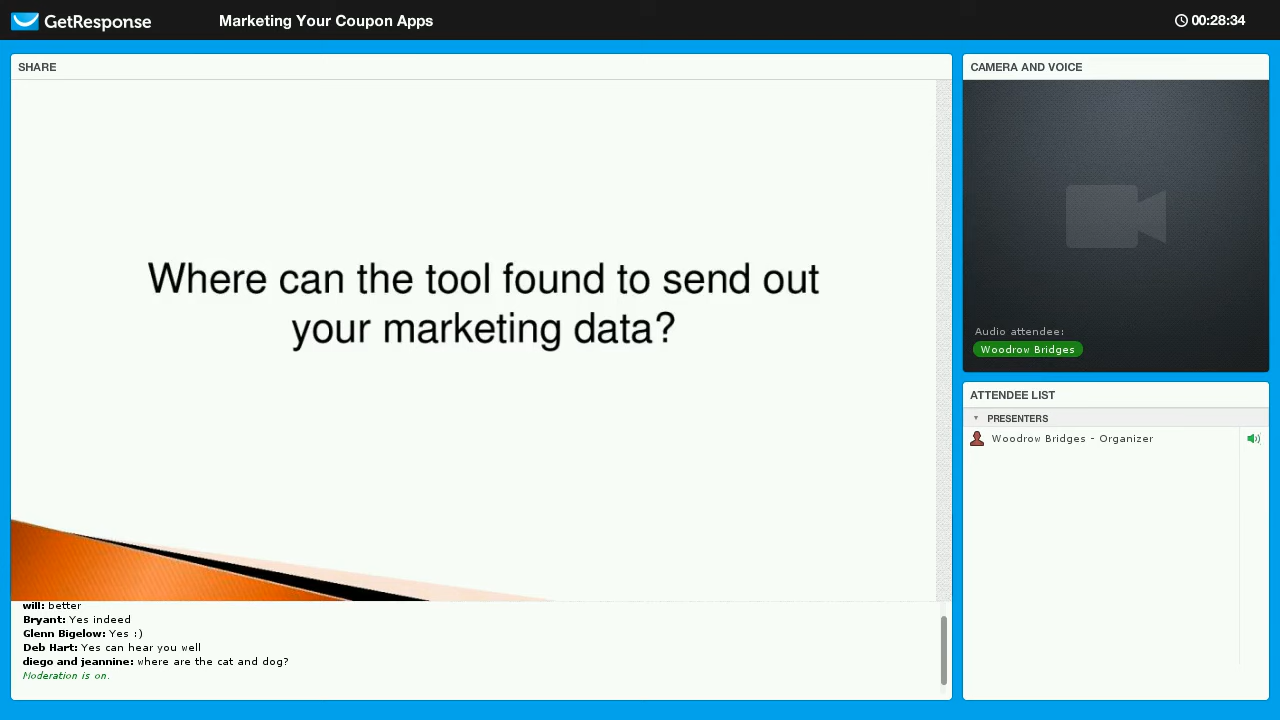 GetResponse
Marketing Your Coupon Apps
00:28:34
SHARE
Where can the tool found to send out
your marketing data?
will: better
Bryant: Yes indeed
Glenn Bigelow: Yes :)
Deb Hart: Yes can hear you well
diego and jeannine: where are the cat and dog?
Moderation is on.
CAMERA AND VOICE
Audio attendee:
Woodrow Bridges
ATTENDEE LIST
PRESENTERS
Woodrow Bridges - Organizer